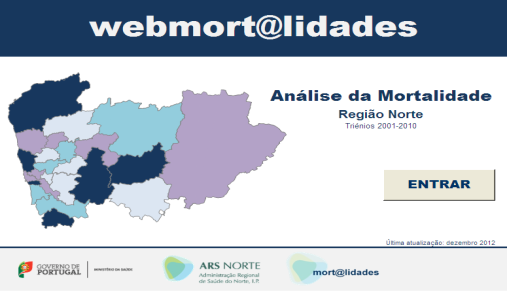 webmort@lidades
Análise da Mortalidade
Região Norte
Triénios 2001-2010
ENTRAR
Última atualização: dezembro 2012
GOVERNO DE
PORTUGAL
MINISTÉRIO DA SAÚDE
ARS NORTE
Administração Regional
de Saúde do Norte, I.P.
mort@lidades